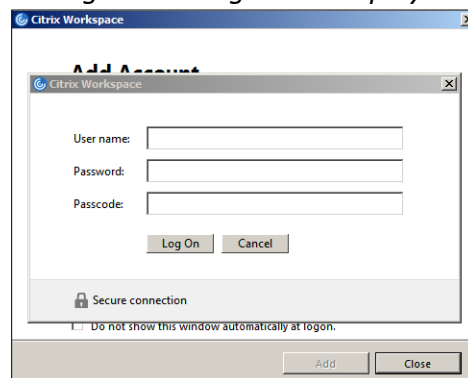 Citrix Workspace
Add Account
Citrix Workspace
User name:
Password:
Passcode:
Log On Cancel
Secure connection
Do not show this window automatically at logon.
Add Close